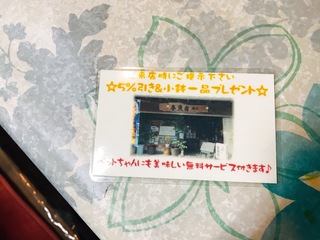 来店時にご提示下さい
☆5%引き&小鉢一品プレゼント☆
ットちゃんにも美味しい無料サービス付きます♪